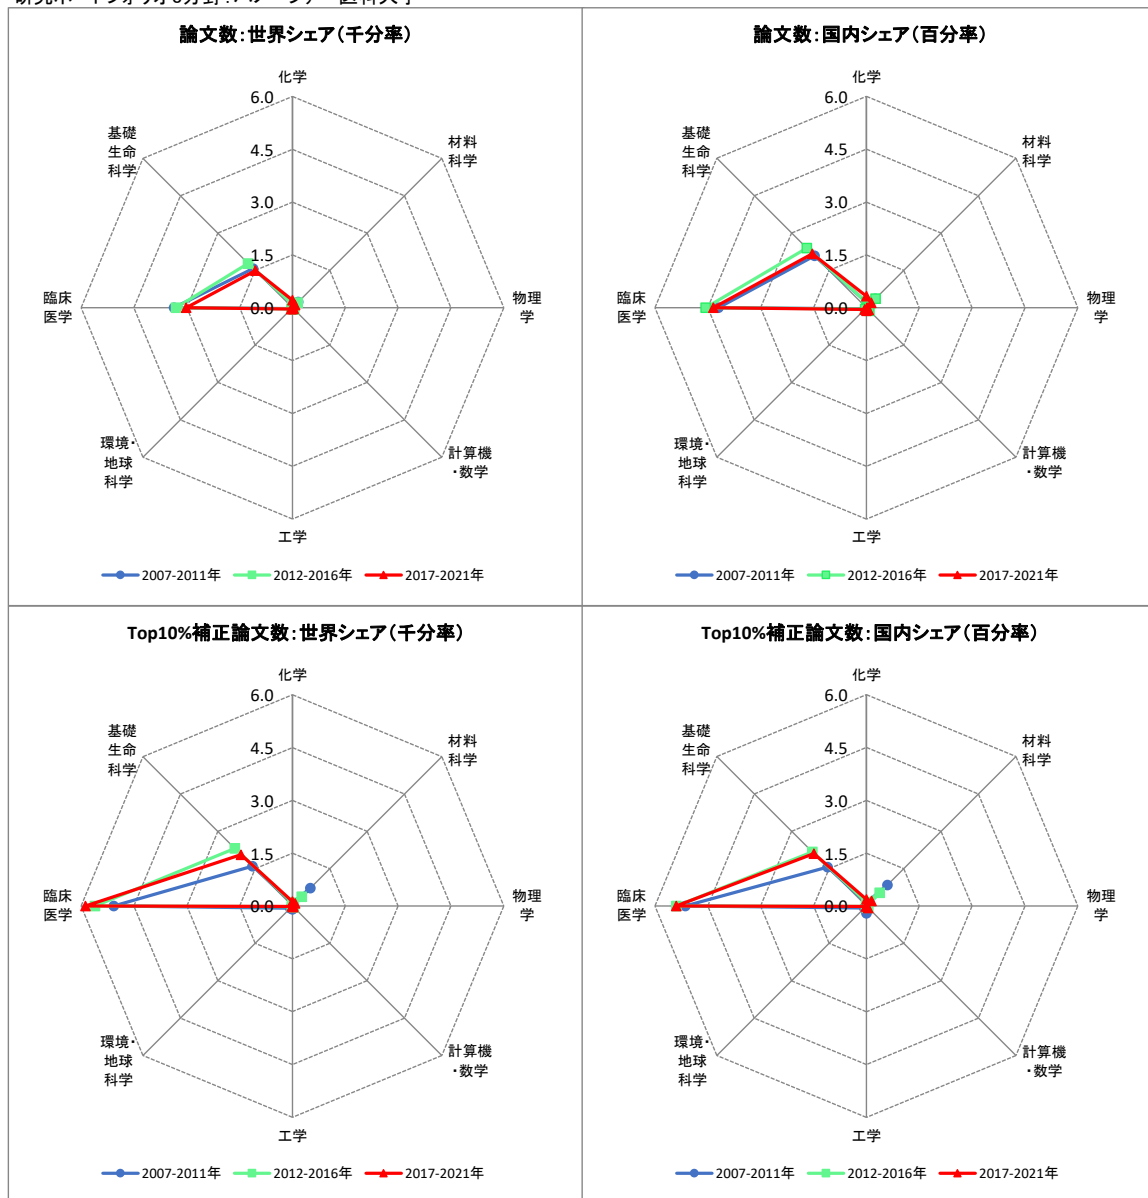 論文数：世界シェア（千分率）
化学
6.0
4.5
3.0
1.5
0.0
材料
科学
物理
学
計算機
・数学
工学
環境・
地球
科学
臨床
医学
基礎
生命
科学
2007-2011年 2012-2016年 2017-2021年
論文数：国内シェア（百分率）
化学
6.0
4.5
3.0
1.5
0.0
材料
科学
物理
学
計算機
・数学
工学
環境・
地球
科学
臨床
医学
基礎
生命
科学
2007-2011年 2012-2016年 2017-2021年
Top10%補正論文数：世界シェア（千分率）
化学
6.0
4.5
3.0
1.5
0.0
材料
科学
物理
学
計算機
・数学
工学
環境・
地球
科学
臨床
医学
基礎
生命
科学
2007-2011年 2012-2016年 2017-2021年
Top10%補正論文数：国内シェア（百分率）
化学
6.0
4.5
3.0
1.5
0.0
材料
科学
物理
学
計算機
・数学
工学
環境・
地球
科学
臨床
医学
基礎
生命
科学
2007-2011年 2012-2016年 2017-2021年